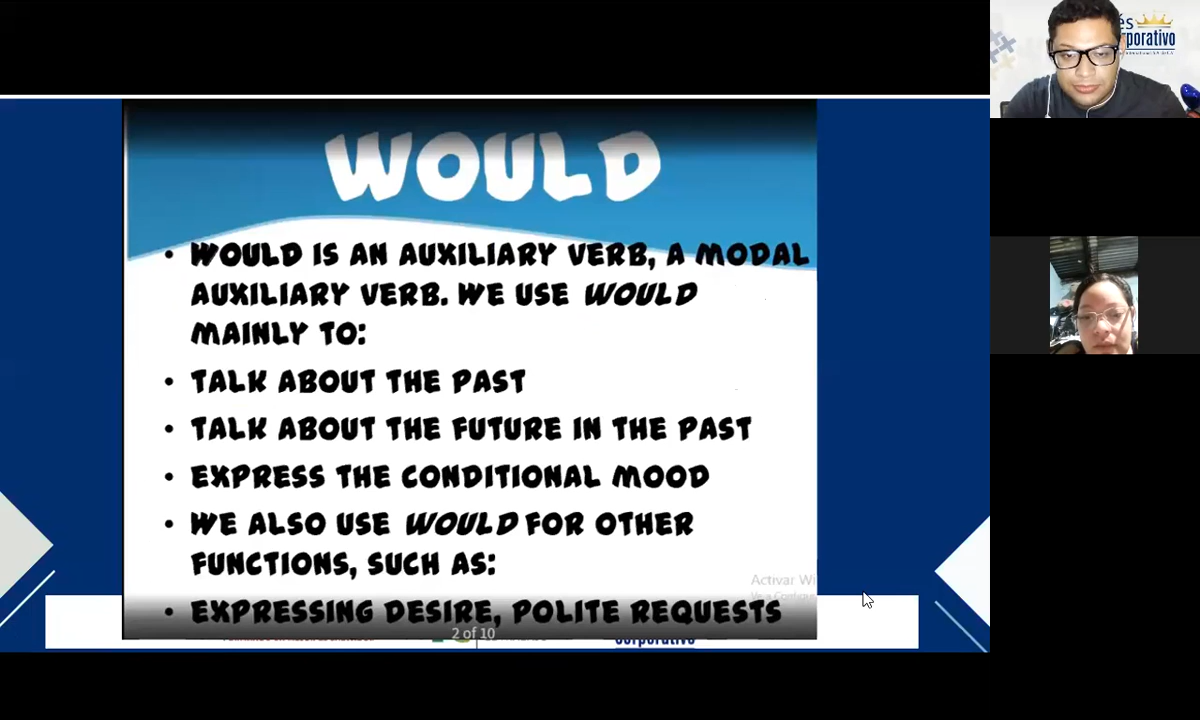 WOULD
• WOULD IS AN AUXILIARY VERB, A MODAL
AUXILIARY VERB. WE USE WOULD
MAINLY TO:
• TALK ABOUT THE PAST
• TALK ABOUT THE FUTURE IN THE PAST
• EXPRESS THE CONDITIONAL MOOD
• WE ALSO USE WOULD FOR OTHER
FUNCTIONS, SUCH AS:
• EXPRESSING DESIRE, POLITE REQUESTS
2 of 10
Activar Wi
és
rporativo